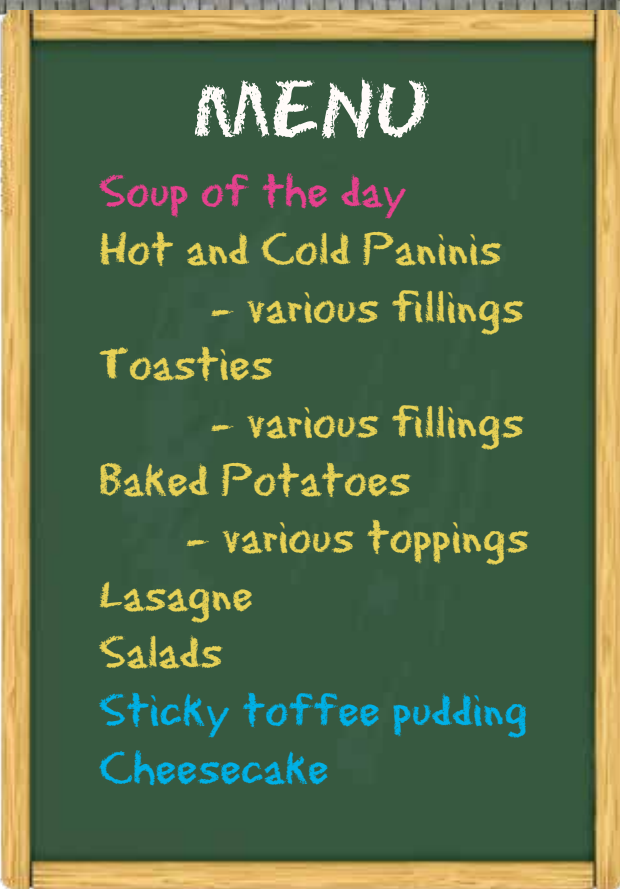 MENU
Soup of the day
Hot and Cold Paninis
- various fillings
Toasties
- various fillings
Baked Potatoes
- various toppings
Lasagne
Salads
Sticky toffee pudding
Cheesecake